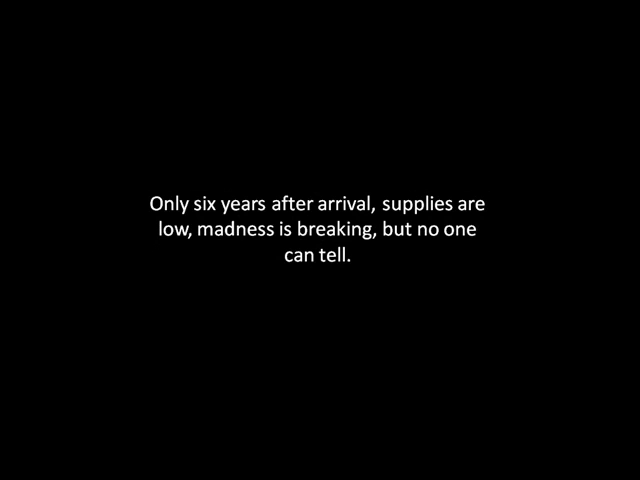 Only six years after arrival, supplies are
low, madness is breaking, but no one
can tell.